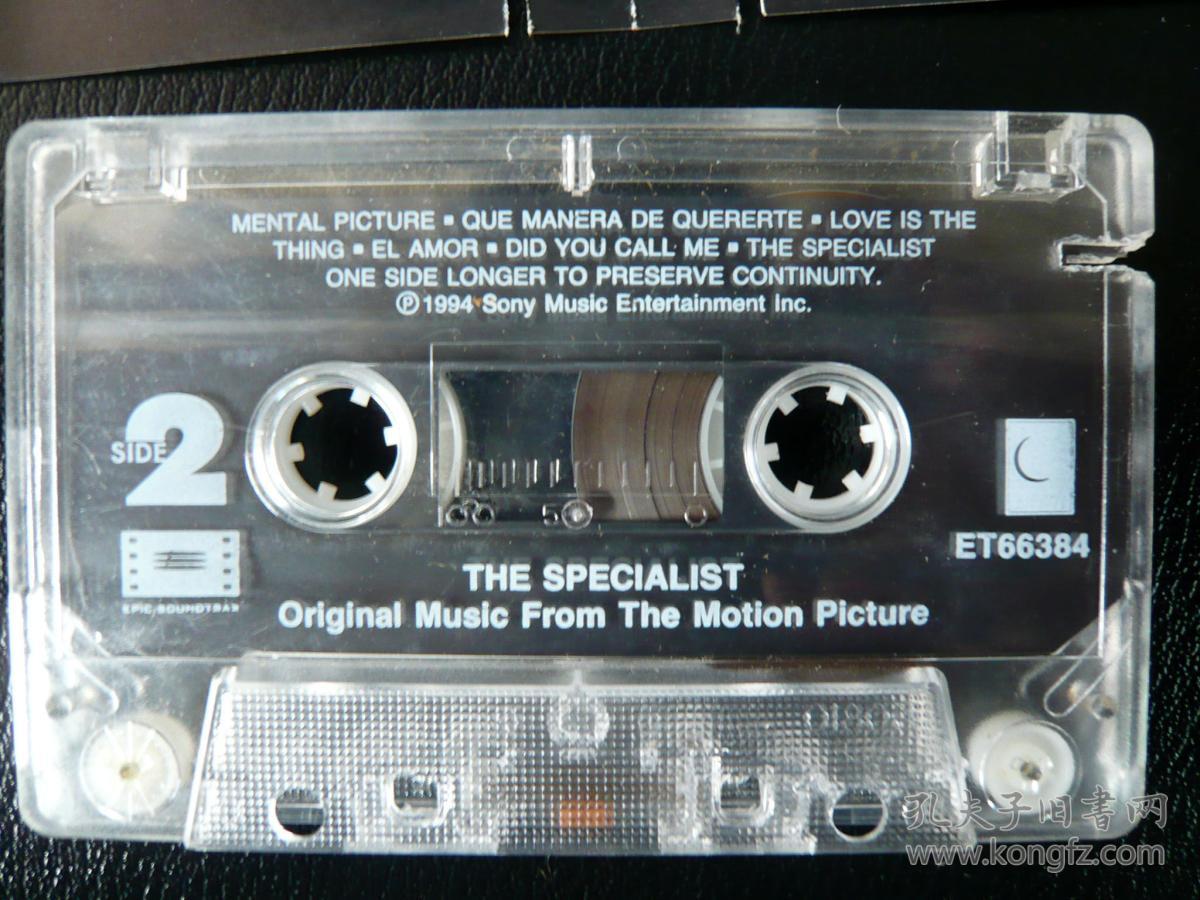 MENTAL PICTURE ▪ QUE MANERA DE QUERERTE ▪ LOVE IS THE
THING ▪ EL AMOR ▪ DID YOU CALL ME ▪ THE SPECIALIST
ONE SIDE LONGER TO PRESERVE CONTINUITY.
℗ 1994 Sony Music Entertainment Inc.
SIDE 2
EPIC SOUNDTRAX
ET66384
THE SPECIALIST
Original Music From The Motion Picture
孔夫子旧书网
www.kongfz.com